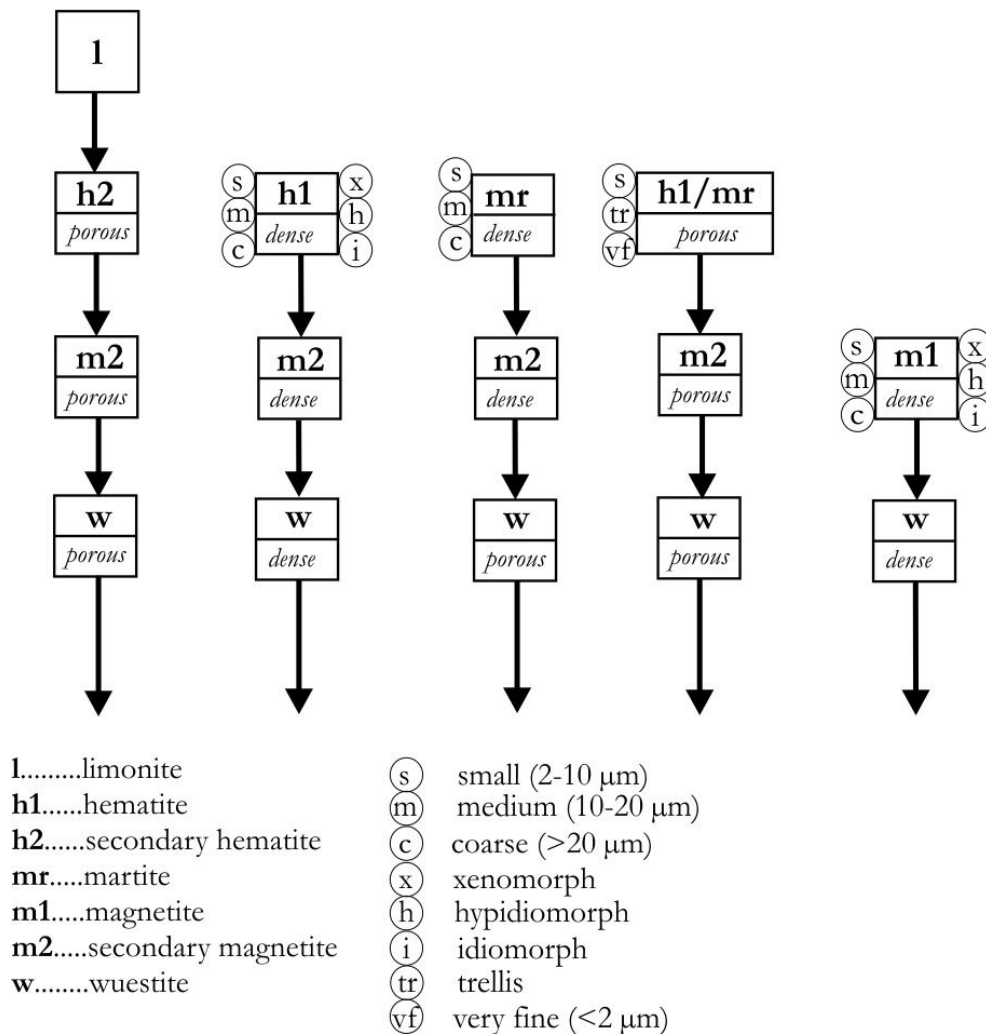 l
h2
porous
s
m
c
h1
dense
x
h
i
s
m
c
mr
dense
s
tr
vf
h1/mr
porous
m2
porous
m2
dense
m2
dense
m2
porous
s
m
c
m1
dense
x
h
i
w
porous
w
dense
w
porous
w
porous
w
dense
l.........limonite
h1......hematite
h2......secondary hematite
mr.....martite
m1.....magnetite
m2.....secondary magnetite
w........wuestite
s small (2-10 μm)
m medium (10-20 μm)
c coarse (>20 μm)
x xenomorph
h hypidiomorph
i idiomorph
tr trellis
vf very fine (<2 μm)